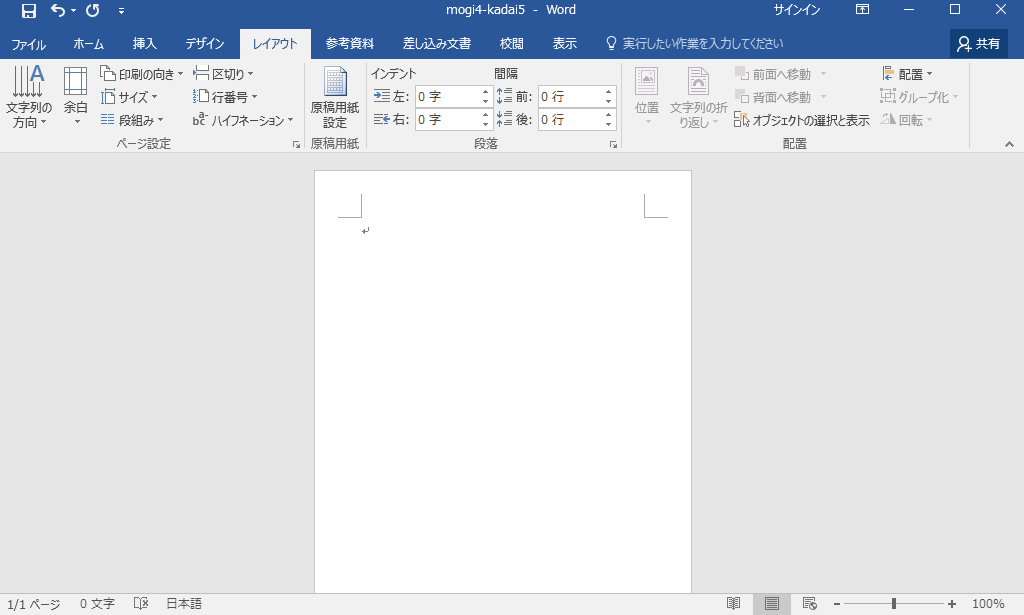 mogi4-kadai5 - Word
サインイン
ファイル ホーム 挿入 デザイン レイアウト 参考資料 差し込み文書 校閲 表示 実行したい作業を入力してください 共有
文字列の方向
余白
印刷の向き
サイズ
段組み
区切り
行番号
ハイフネーション
ページ設定
原稿用紙設定
原稿用紙
インデント
左: 0 字
右: 0 字
間隔
前: 0 行
後: 0 行
段落
位置
文字列の折り返し
前面へ移動
背面へ移動
オブジェクトの選択と表示
配置
グループ化
回転
配置
1/1 ページ 0 文字 日本語 100%